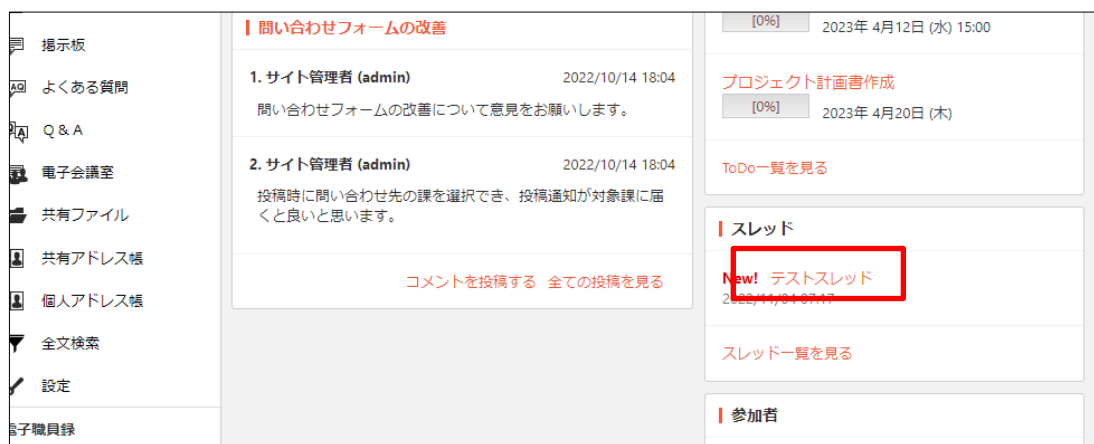 掲示板
よくある質問
Q & A
電子会議室
共有ファイル
共有アドレス帳
個人アドレス帳
全文検索
設定
電子職員録
問い合わせフォームの改善
1. サイト管理者 (admin) 2022/10/14 18:04
問い合わせフォームの改善について意見をお願いします。
2. サイト管理者 (admin) 2022/10/14 18:04
投稿時に問い合わせ先の課を選択でき、投稿通知が対象課に届
くと良いと思います。
コメントを投稿する 全ての投稿を見る
[0%] 2023年 4月12日 (水) 15:00
プロジェクト計画書作成
[0%] 2023年 4月20日 (木)
ToDo一覧を見る
スレッド
New! テストスレッド
2022/11/04 07:17
スレッド一覧を見る
参加者